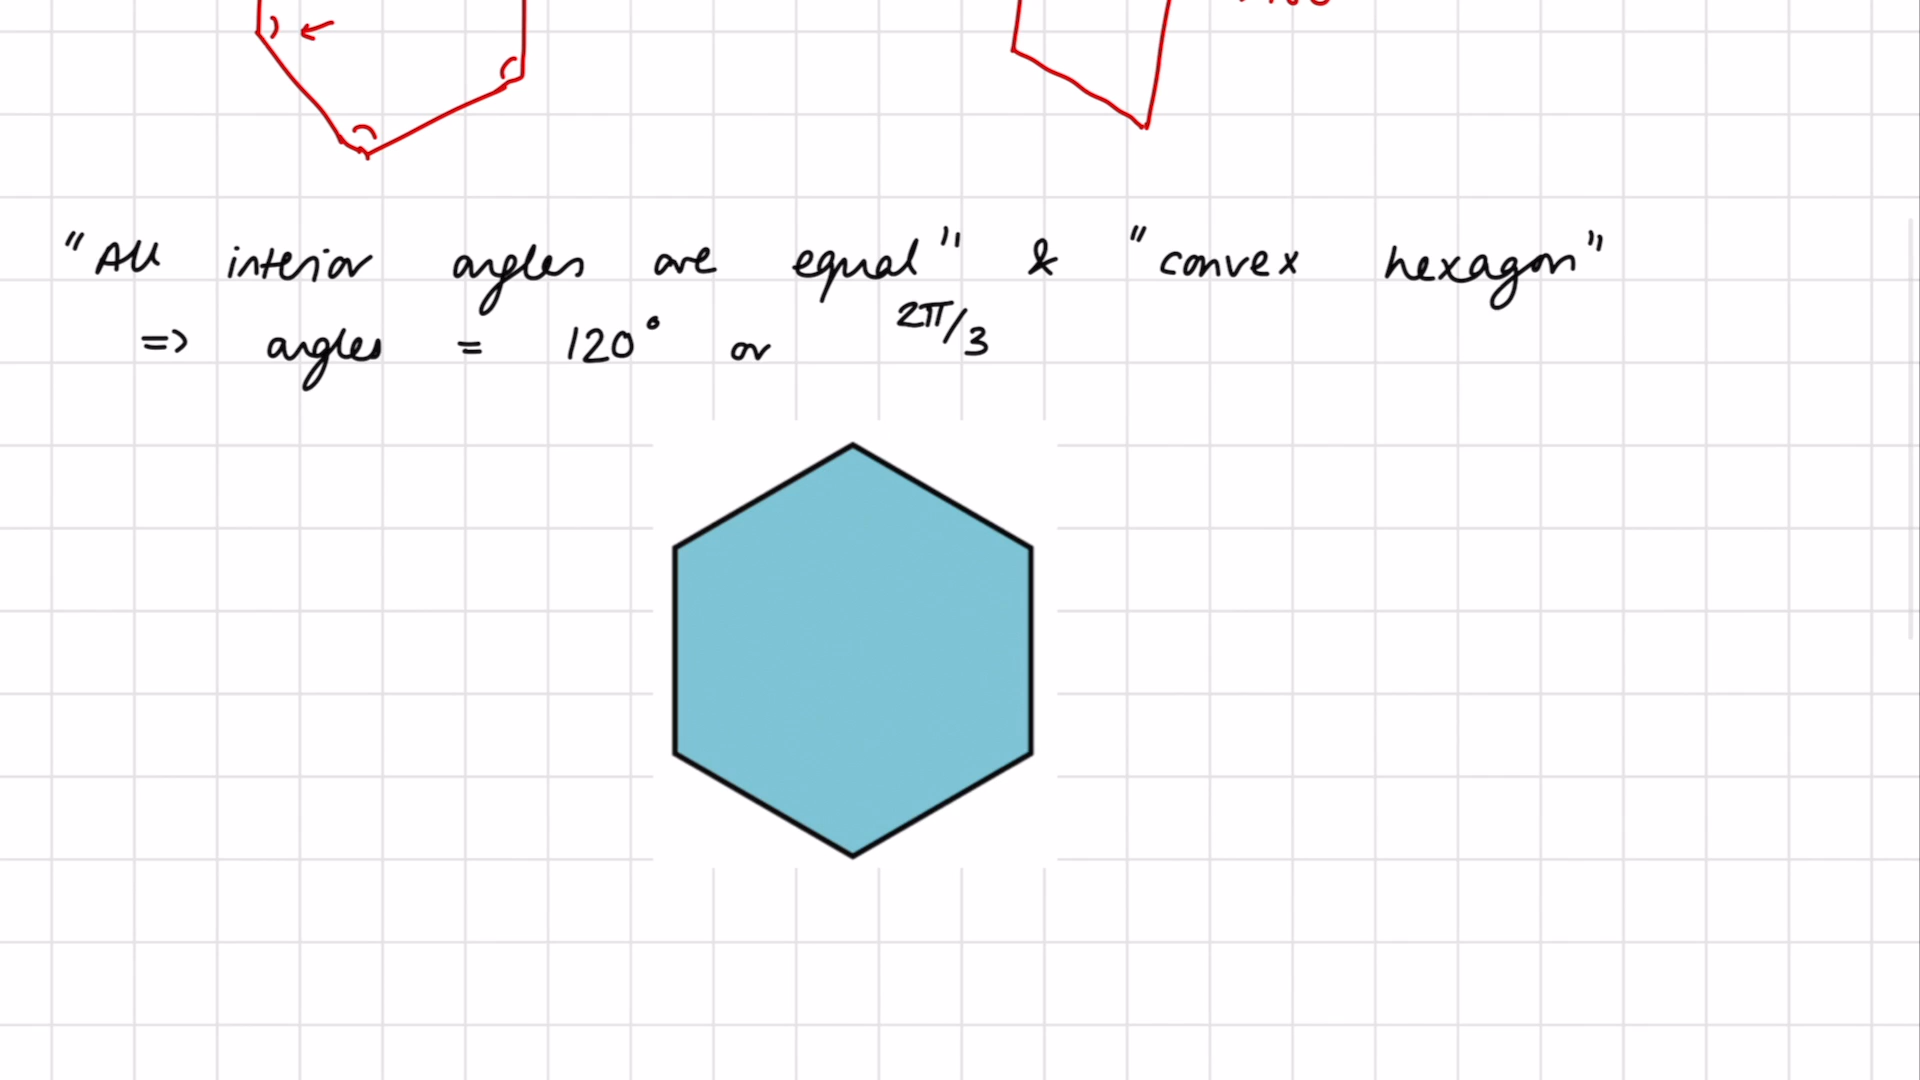 "All interior angles are equal" & "convex hexagon"
=> angles = 120° or 2π/3